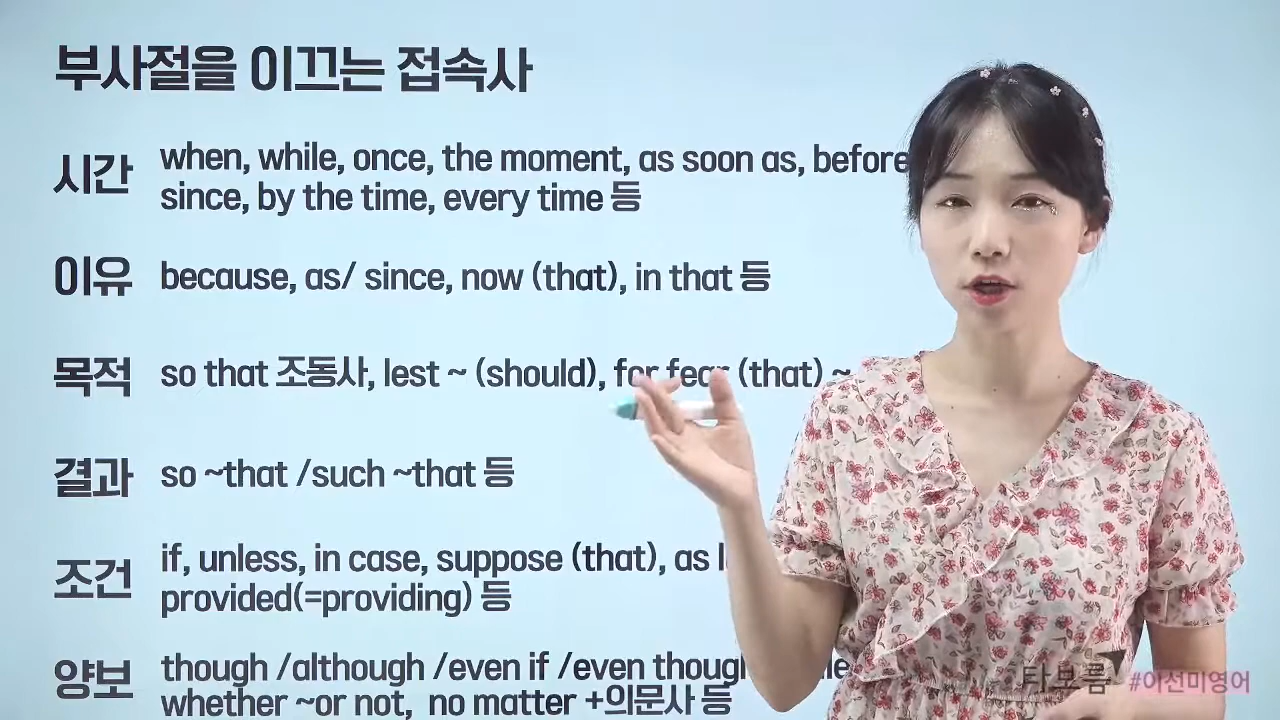 부사절을 이끄는 접속사
시간
when, while, once, the moment, as soon as, before
since, by the time, every time 등
이유
because, as/ since, now (that), in that 등
목적
so that 조동사, lest ~ (should), for fear (that) ~
결과
so ~that /such ~that 등
조건
if, unless, in case, suppose (that), as
provided(=providing) 등
양보
though /although /even if /even though
whether ~or not, no matter +의문사 등
타보름 #이선미영어